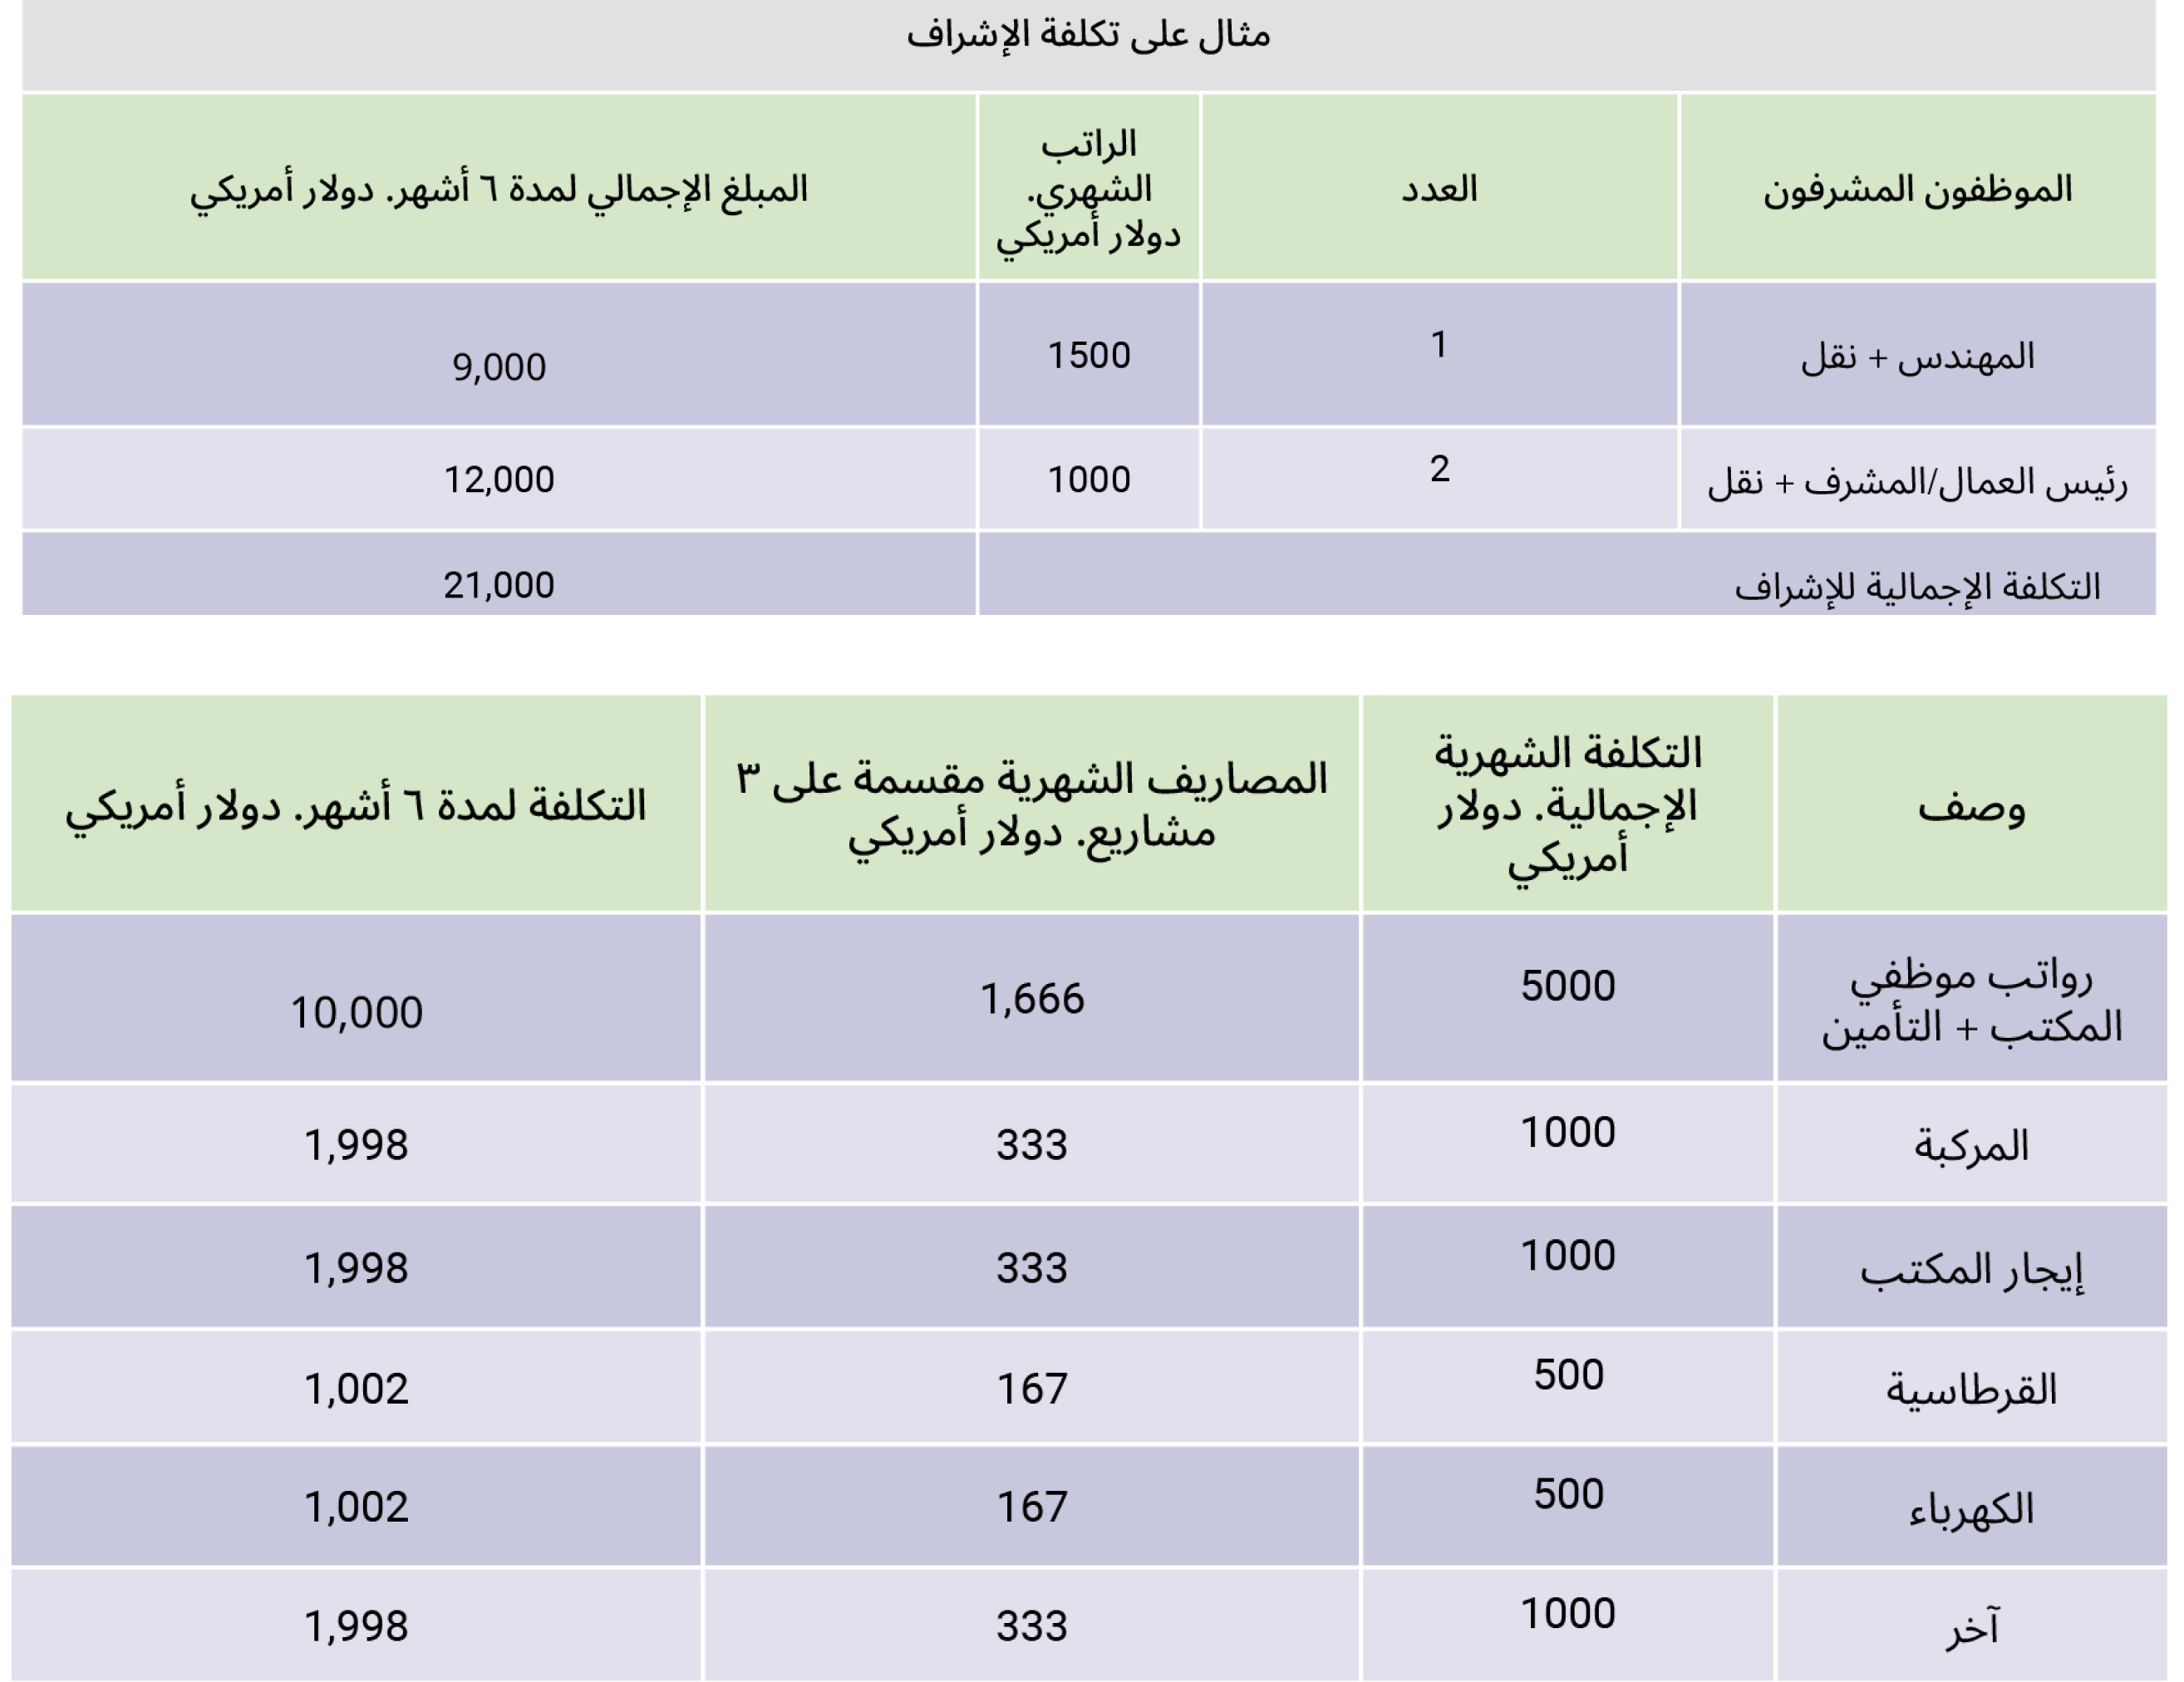 مثال على تكلفة الإشراف
الموظفون المشرفون
العدد
الراتب
الشهري.
دولار أمريكي
المبلغ الإجمالي لمدة ٦ أشهر. دولار أمريكي
المهندس + نقل
1
1500
9,000
رئيس العمال/المشرف + نقل
2
1000
12,000
التكلفة الإجمالية للإشراف
21,000
وصف
التكلفة الشهرية
الإجمالية. دولار
أمريكي
المصاريف الشهرية مقسمة على ٣
مشاريع. دولار أمريكي
التكلفة لمدة ٦ أشهر. دولار أمريكي
رواتب موظفي
المكتب + التأمين
5000
1,666
10,000
المركبة
1000
333
1,998
إيجار المكتب
1000
333
1,998
القرطاسية
500
167
1,002
الكهرباء
500
167
1,002
آخر
1000
333
1,998